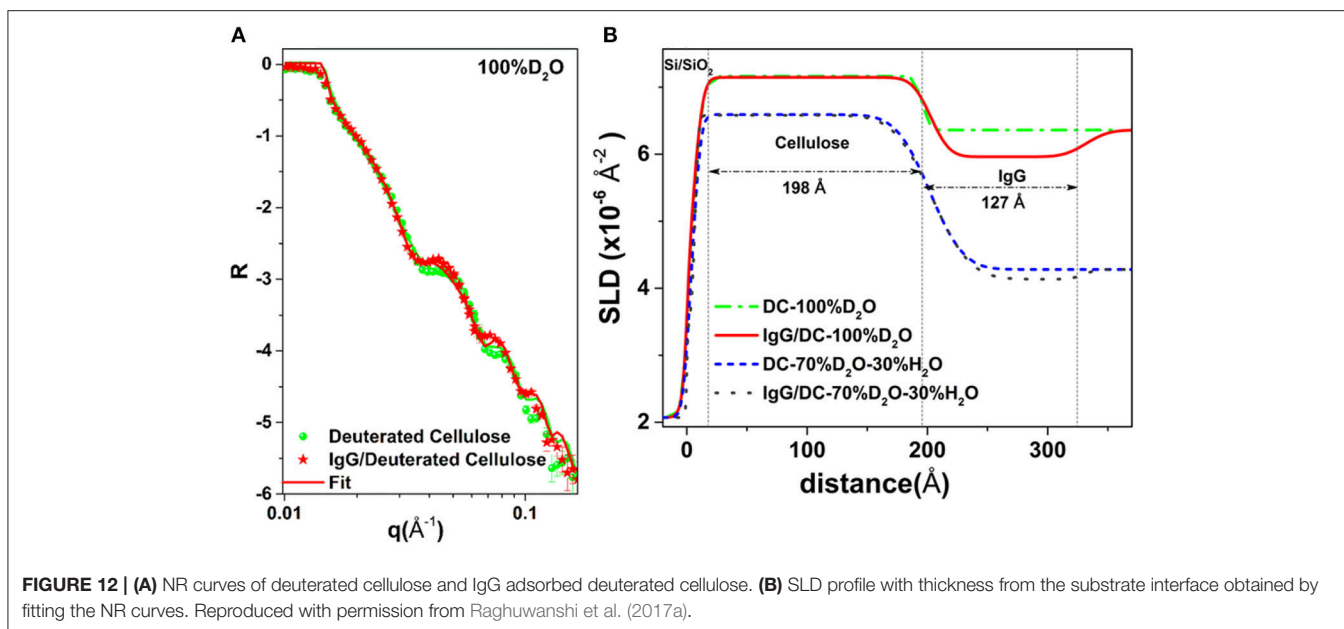 A
100%D₂O
0
-1
-2
-3
-4
-5
-6
R
Deuterated Cellulose
IgG/Deuterated Cellulose
Fit
0.01
0.1
q(Å⁻¹)
B
Si/SiO₂
Cellulose
198 Å
IgG
127 Å
6
4
2
SLD (x10⁻⁶ Å⁻²)
DC-100%D₂O
IgG/DC-100%D₂O
DC-70%D₂O-30%H₂O
IgG/DC-70%D₂O-30%H₂O
0
100
200
300
distance(Å)
FIGURE 12 | (A) NR curves of deuterated cellulose and IgG adsorbed deuterated cellulose. (B) SLD profile with thickness from the substrate interface obtained by
fitting the NR curves. Reproduced with permission from Raghuwanshi et al. (2017a).